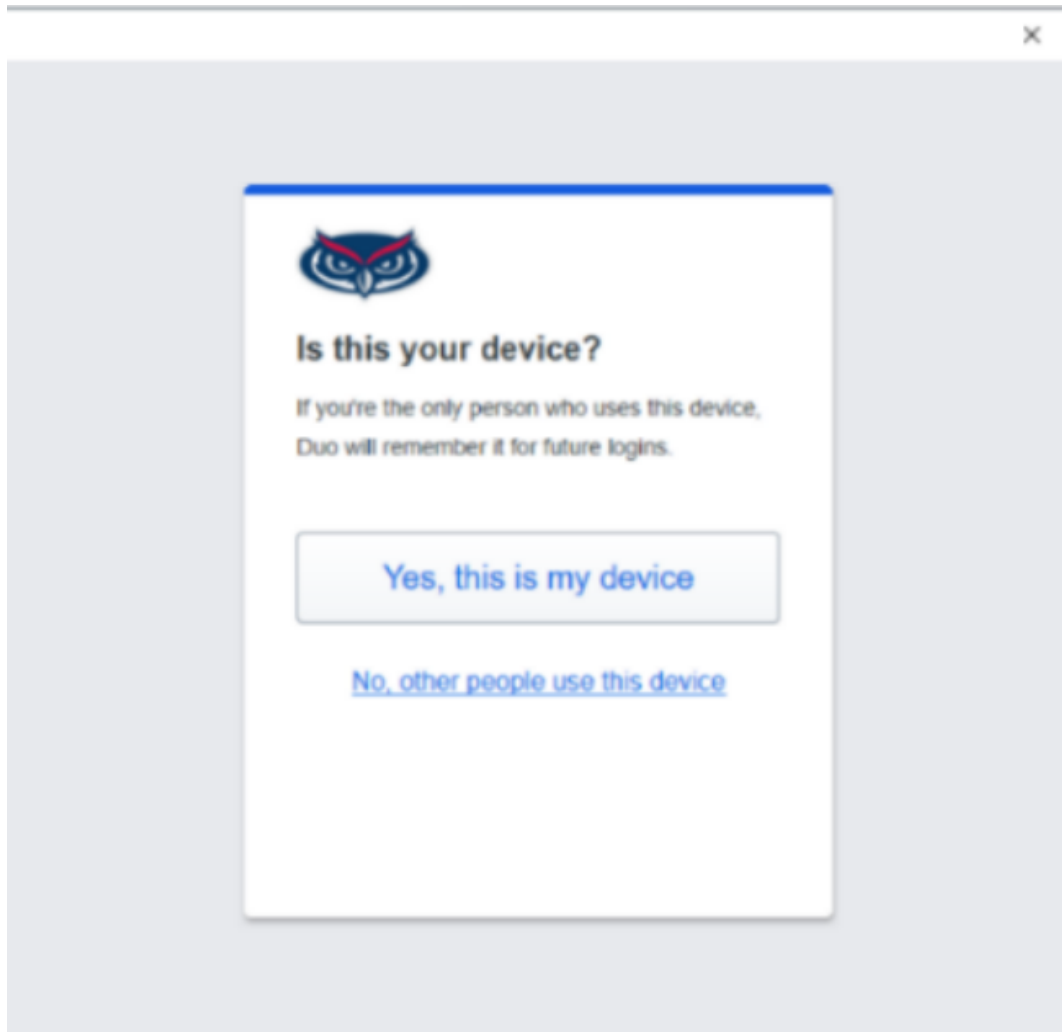 Is this your device?
If you're the only person who uses this device,
Duo will remember it for future logins.
Yes, this is my device
No, other people use this device